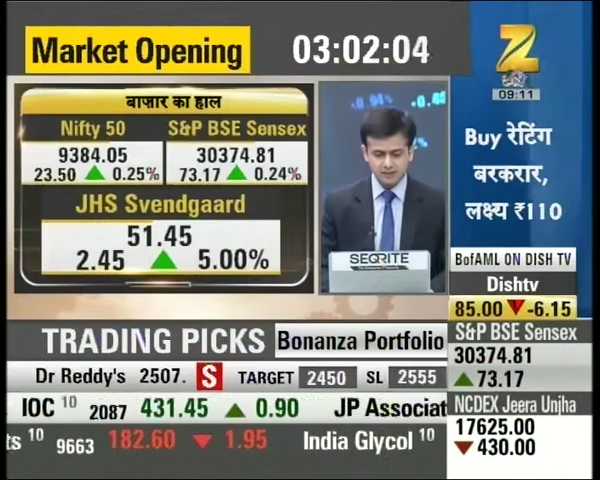 Market Opening
03:02:04
Z
09:11
बाज़ार का हाल
Nifty 50
9384.05
23.50 ▲ 0.25%
S&P BSE Sensex
30374.81
73.17 ▲ 0.24%
JHS Svendgaard
51.45
2.45 ▲ 5.00%
SEQRITE
Buy रेटिंग
बरकरार,
लक्ष्य ₹110
BofAML ON DISH TV
Dishtv
85.00 ▼ -6.15
S&P BSE Sensex
30374.81
▲ 73.17
NCDEX Jeera Unjha
17625.00
▼ 430.00
TRADING PICKS
Bonanza Portfolio
Dr Reddy's 2507. S TARGET 2450 SL 2555
IOC 10 2087 431.45 ▲ 0.90 JP Associat
ts 10 9663 182.60 ▼ 1.95 India Glycol 10